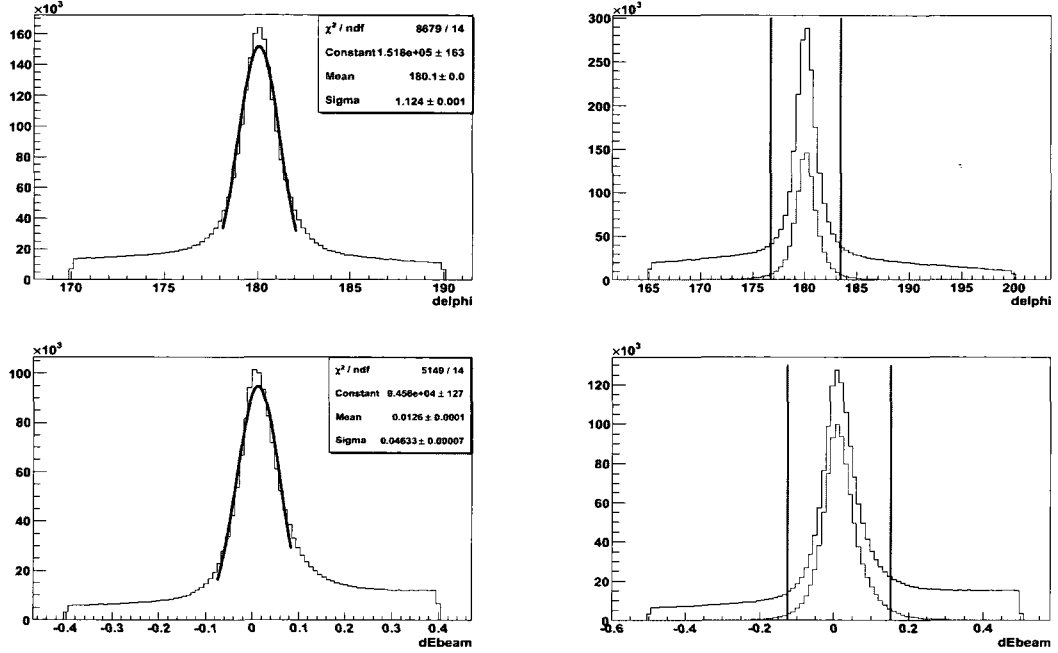 ×10³
160
140
120
100
80
60
40
20
0
170 175 180 185 190
delphi
χ² / ndf 8679 / 14
Constant 1.518e+05 ± 163
Mean 180.1 ± 0.0
Sigma 1.124 ± 0.001
×10³
300
250
200
150
100
50
0
165 170 175 180 185 190 195 200
delphi
×10³
100
80
60
40
20
0
-0.4 -0.3 -0.2 -0.1 0 0.1 0.2 0.3 0.4
dEbeam
χ² / ndf 5149 / 14
Constant 9.456e+04 ± 127
Mean 0.0126 ± 0.0001
Sigma 0.04633 ± 0.00007
×10³
120
100
80
60
40
20
0
-0.6 -0.4 -0.2 0 0.2 0.4
dEbeam